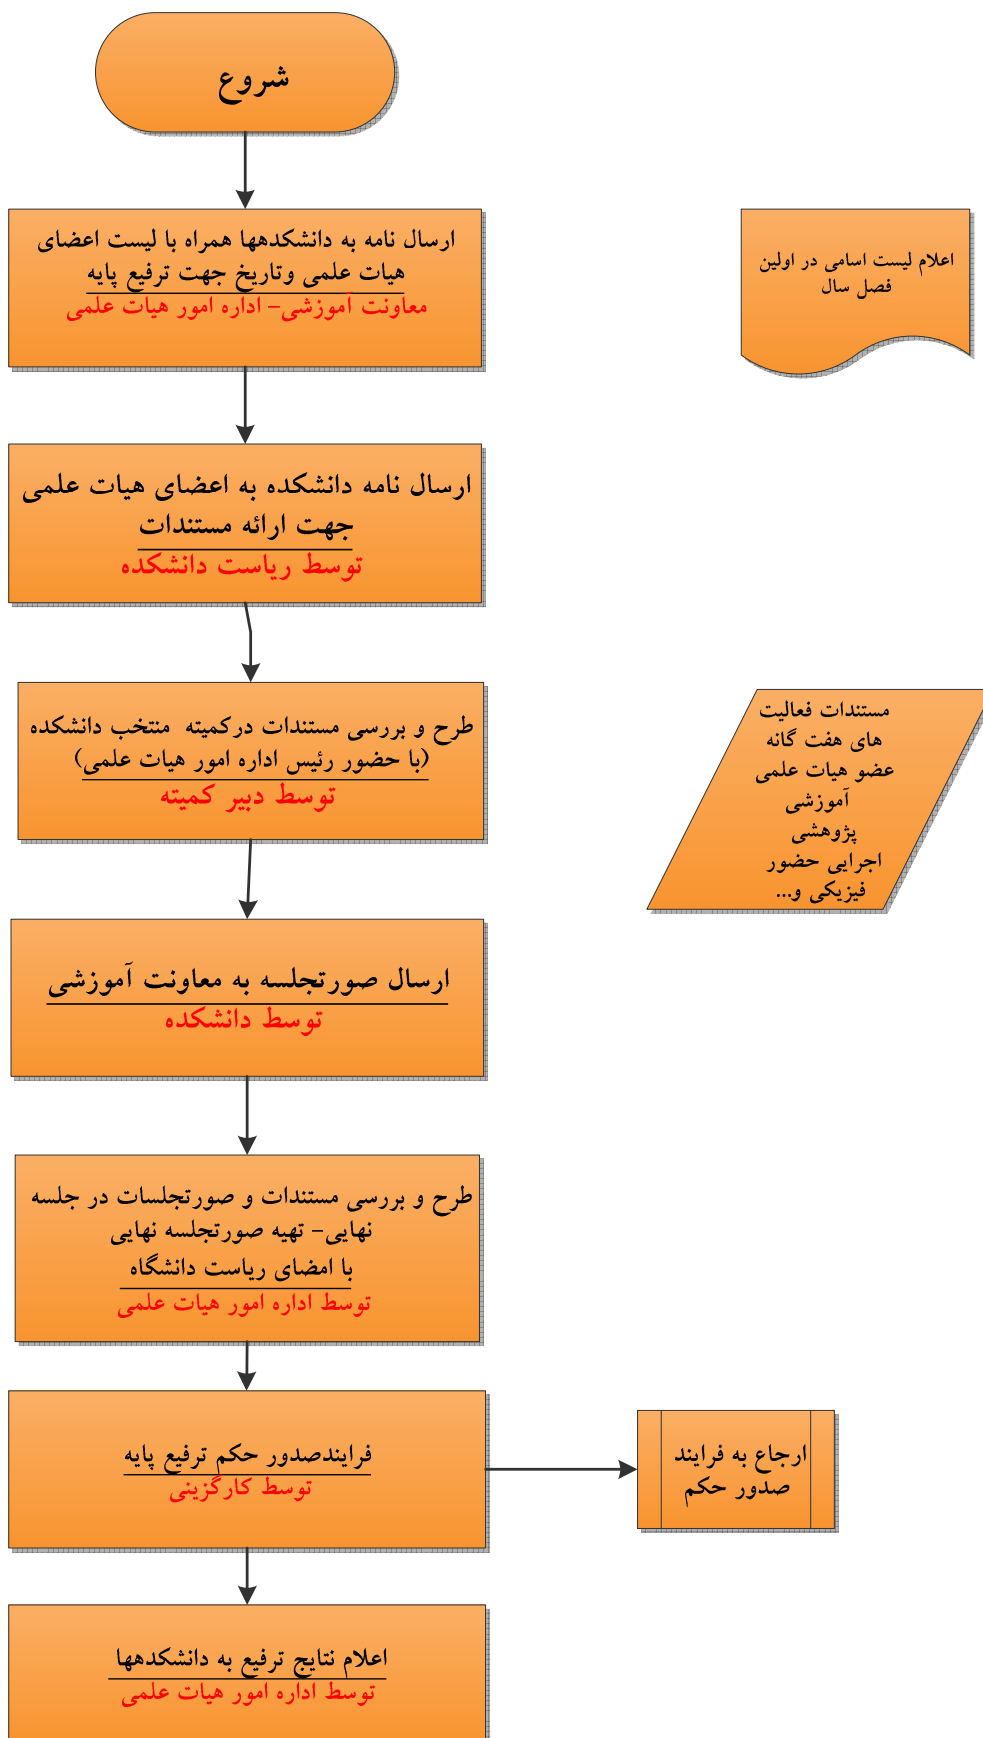 شروع
ارسال نامه به دانشکدهها همراه با لیست اعضای
هیات علمی وتاریخ جهت ترفیع پایه
معاونت آموزشی- اداره امور هیات علمی
اعلام لیست اسامی در اولین
فصل سال
ارسال نامه دانشکده به اعضای هیات علمی
جهت ارائه مستندات
توسط ریاست دانشکده
طرح و بررسی مستندات درکمیته منتخب دانشکده
(با حضور رئیس اداره امور هیات علمی)
توسط دبیر کمیته
مستندات فعالیت
های هفت گانه
عضو هیات علمی
آموزشی
پژوهشی
اجرایی حضور
فیزیکی و...
ارسال صورتجلسه به معاونت آموزشی
توسط دانشکده
طرح و بررسی مستندات و صورتجلسات در جلسه
نهایی- تهیه صورتجلسه نهایی
با امضای ریاست دانشگاه
توسط اداره امور هیات علمی
فرایندصدور حکم ترفیع پایه
توسط کارگزینی
ارجاع به فرایند
صدور حکم
اعلام نتایج ترفیع به دانشکدهها
توسط اداره امور هیات علمی